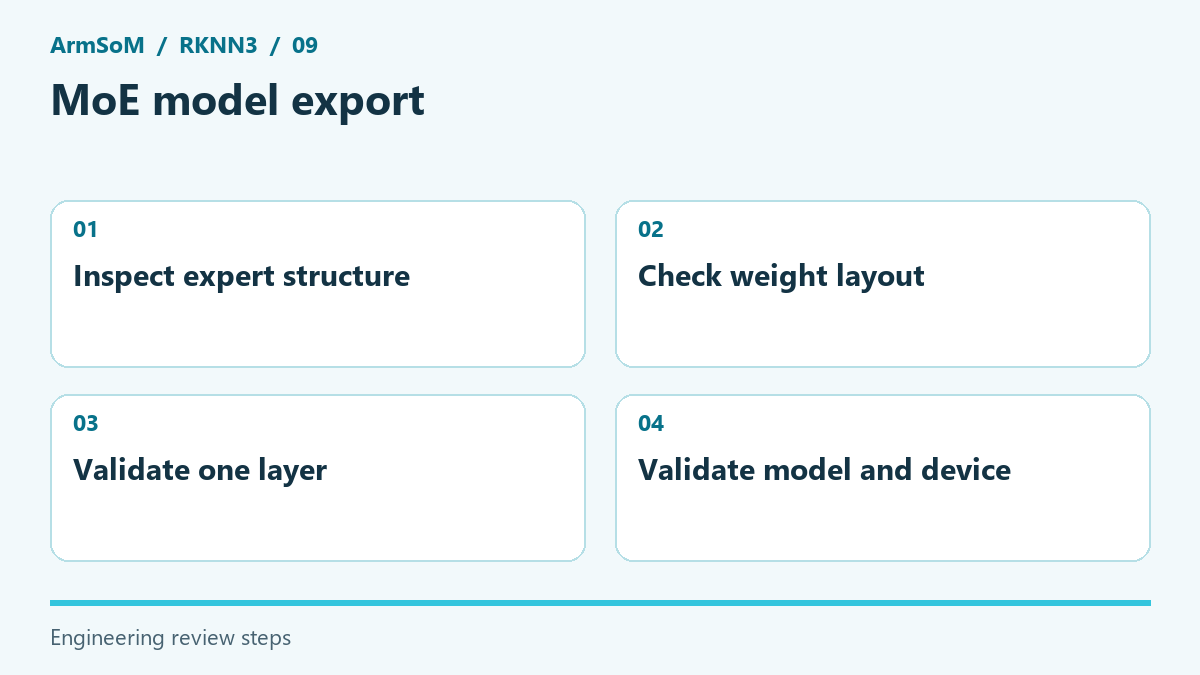 ArmSoM / RKNN3 / 09
MoE model export
01
Inspect expert structure
02
Check weight layout
03
Validate one layer
04
Validate model and device
Engineering review steps